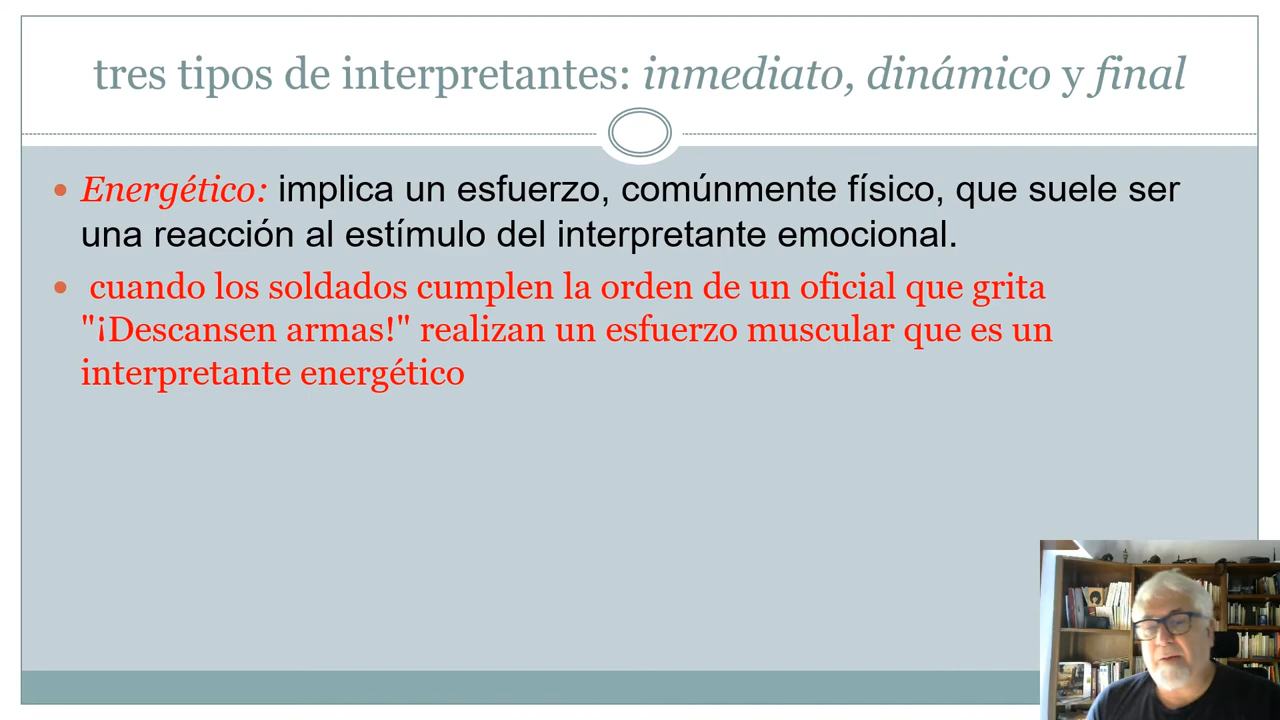 tres tipos de interpretantes: inmediato, dinámico y final
Energético: implica un esfuerzo, comúnmente físico, que suele ser
una reacción al estímulo del interpretante emocional.
cuando los soldados cumplen la orden de un oficial que grita
"¡Descansen armas!" realizan un esfuerzo muscular que es un
interpretante energético